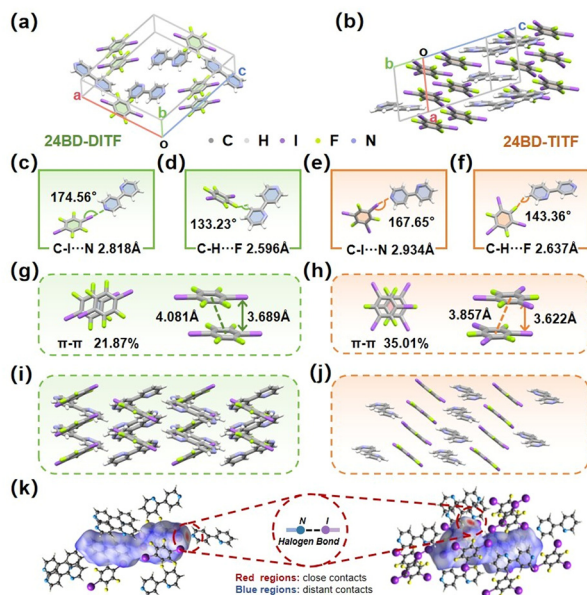 (a)
(b)
a
b
c
o
b
o
c
a
24BD-DITF
C H I F N
24BD-TITF
(c)
(d)
(e)
(f)
174.56°
C-I···N 2.818Å
133.23°
C-H···F 2.596Å
167.65°
C-I···N 2.934Å
143.36°
C-H···F 2.637Å
(g)
(h)
π-π 21.87%
4.081Å
3.689Å
π-π 35.01%
3.857Å
3.622Å
(i)
(j)
(k)
N I
Halogen Bond
Red regions: close contacts
Blue regions: distant contacts